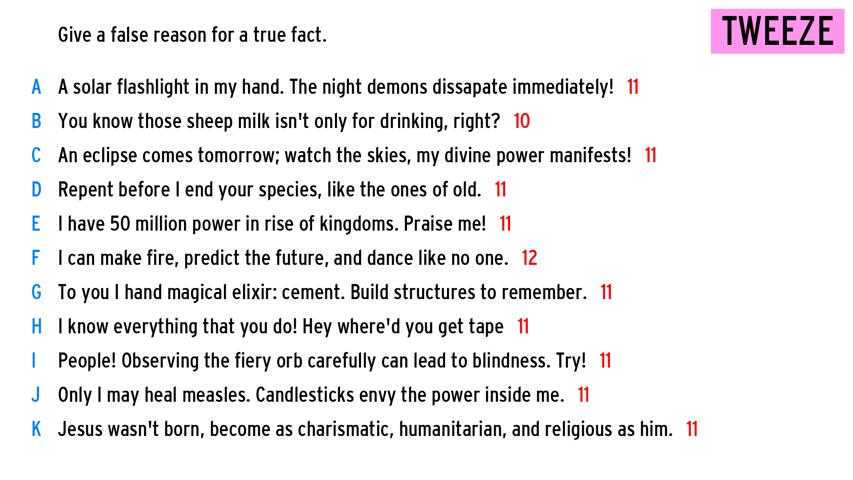 Give a false reason for a true fact.
TWEEZE
A A solar flashlight in my hand. The night demons dissapate immediately! 11
B You know those sheep milk isn't only for drinking, right? 10
C An eclipse comes tomorrow; watch the skies, my divine power manifests! 11
D Repent before I end your species, like the ones of old. 11
E I have 50 million power in rise of kingdoms. Praise me! 11
F I can make fire, predict the future, and dance like no one. 12
G To you I hand magical elixir: cement. Build structures to remember. 11
H I know everything that you do! Hey where'd you get tape 11
I People! Observing the fiery orb carefully can lead to blindness. Try! 11
J Only I may heal measles. Candlesticks envy the power inside me. 11
K Jesus wasn't born, become as charismatic, humanitarian, and religious as him. 11